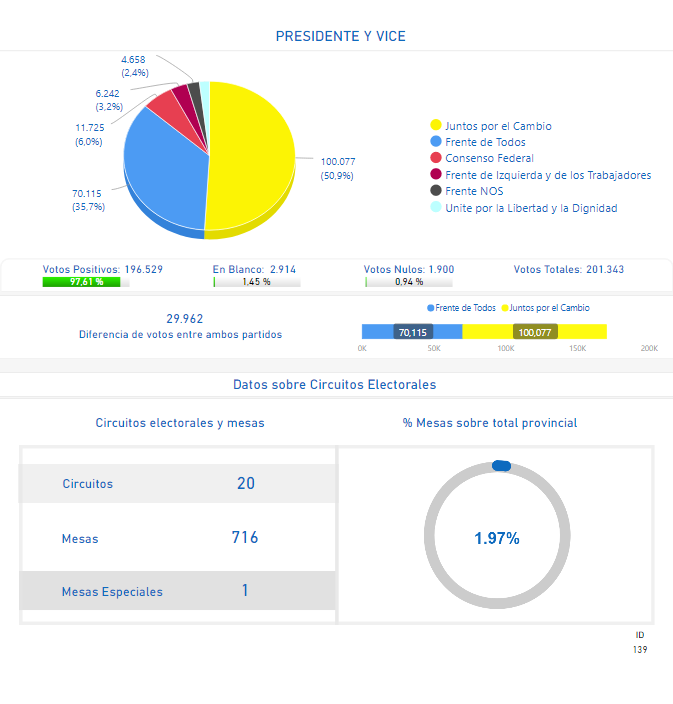 PRESIDENTE Y VICE
4.658
(2,4%)
6.242
(3,2%)
11.725
(6,0%)
70.115
(35,7%)
100.077
(50,9%)
Juntos por el Cambio
Frente de Todos
Consenso Federal
Frente de Izquierda y de los Trabajadores
Frente NOS
Unite por la Libertad y la Dignidad
Votos Positivos: 196.529
97,61 %
En Blanco: 2.914
1,45 %
Votos Nulos: 1.900
0,94 %
Votos Totales: 201.343
29.962
Diferencia de votos entre ambos partidos
Frente de Todos Juntos por el Cambio
70,115 100,077
0K 50K 100K 150K 200K
Datos sobre Circuitos Electorales
Circuitos electorales y mesas
Circuitos 20
Mesas 716
Mesas Especiales 1
% Mesas sobre total provincial
1.97%
ID
139